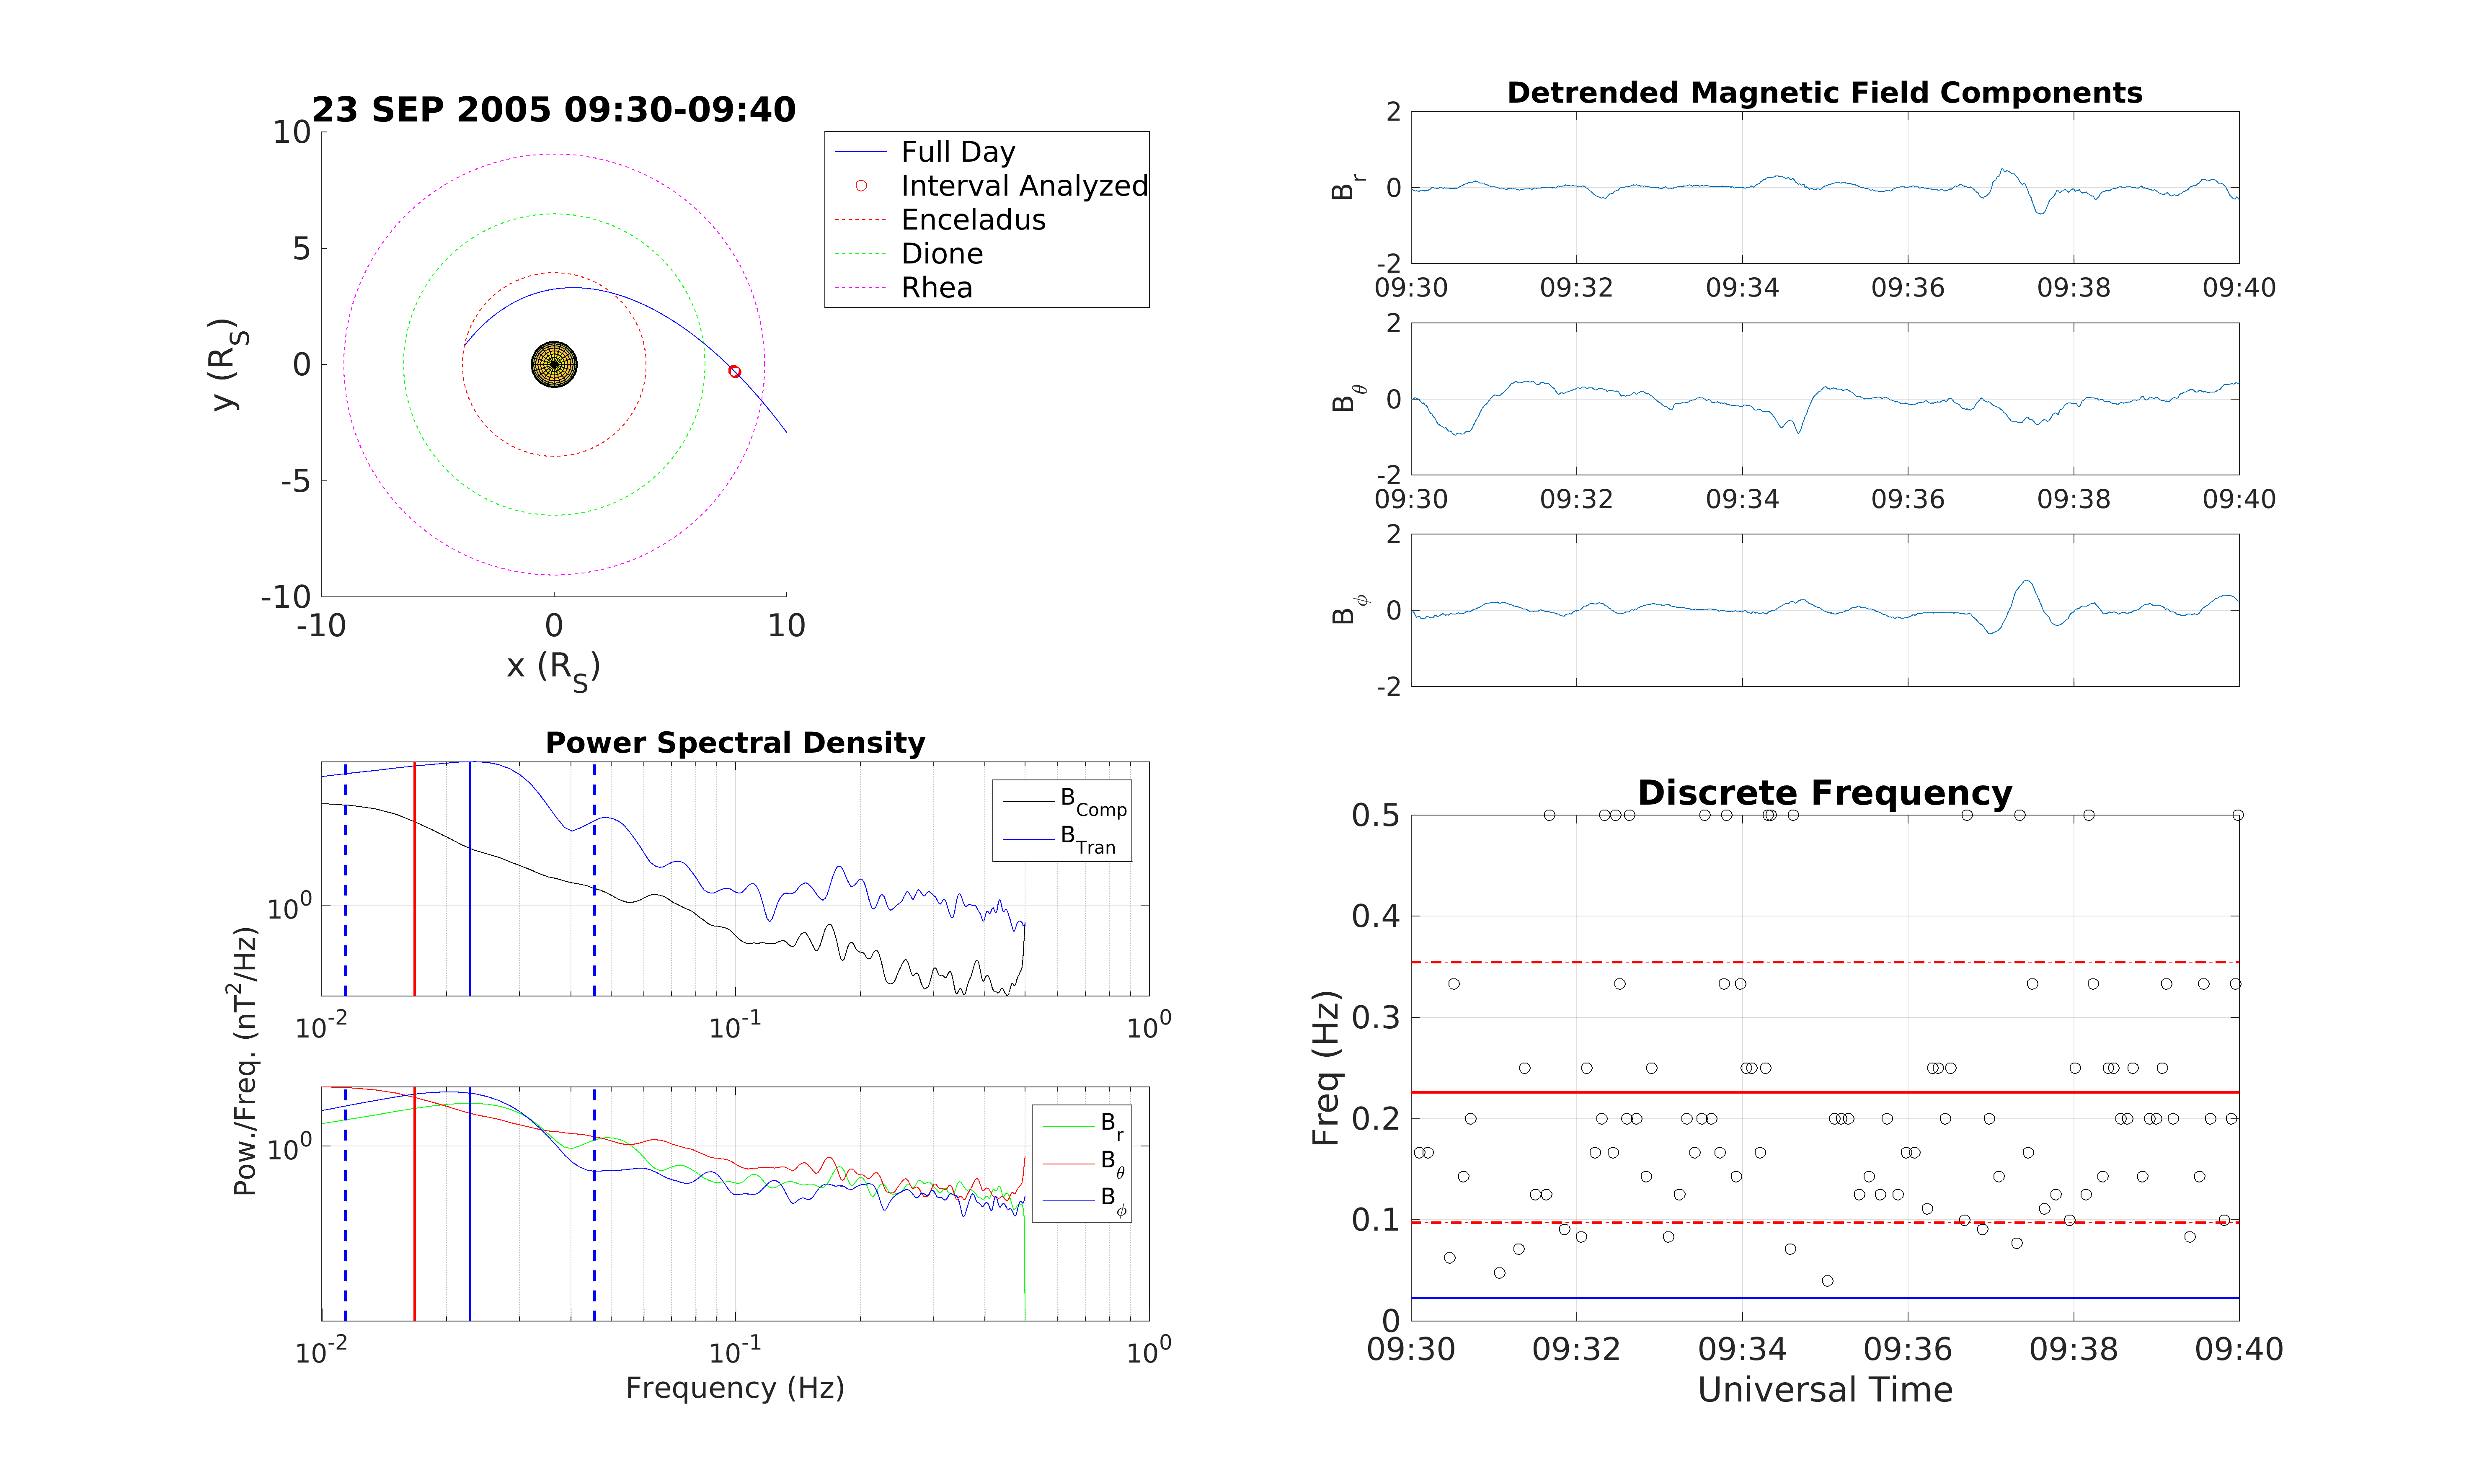 23 SEP 2005 09:30-09:40
10
5
0
-5
-10
-10 0 10
y (R_S)
x (R_S)
Full Day
Interval Analyzed
Enceladus
Dione
Rhea
Detrended Magnetic Field Components
2
0
-2
B_r
09:30 09:32 09:34 09:36 09:38 09:40
2
0
-2
B_θ
09:30 09:32 09:34 09:36 09:38 09:40
2
0
-2
B_ϕ
Power Spectral Density
B_Comp
B_Tran
10^0
10^-2 10^-1 10^0
Pow./Freq. (nT^2/Hz)
B_r
B_θ
B_ϕ
10^0
10^-2 10^-1 10^0
Frequency (Hz)
Discrete Frequency
0.5
0.4
0.3
0.2
0.1
0
Freq (Hz)
09:30 09:32 09:34 09:36 09:38 09:40
Universal Time